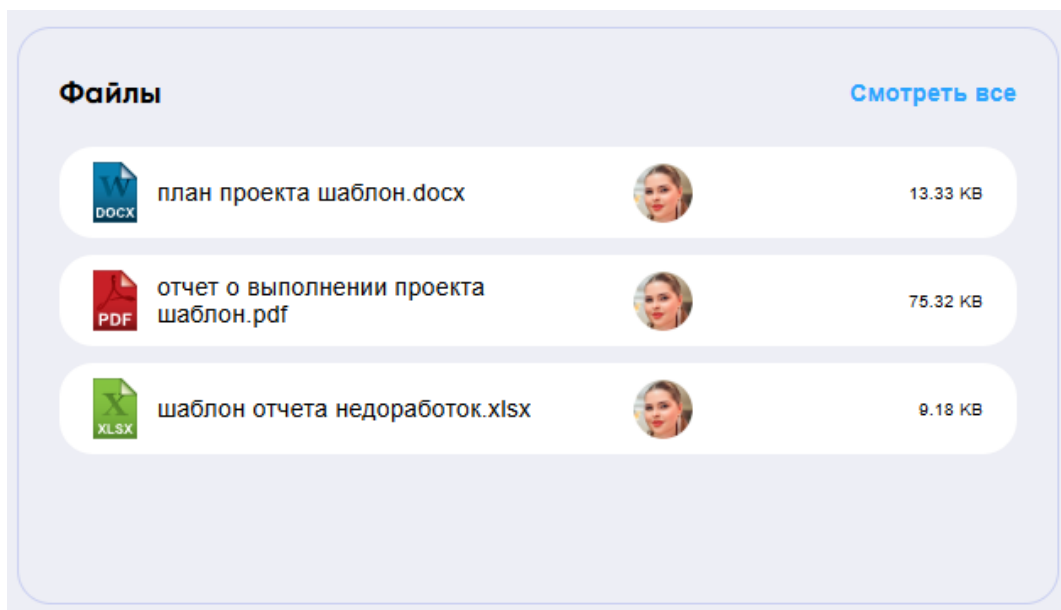 Файлы
Смотреть все
W
DOCX
план проекта шаблон.docx
13.33 KB
PDF
отчет о выполнении проекта
шаблон.pdf
75.32 KB
X
XLSX
шаблон отчета недоработок.xlsx
9.18 KB